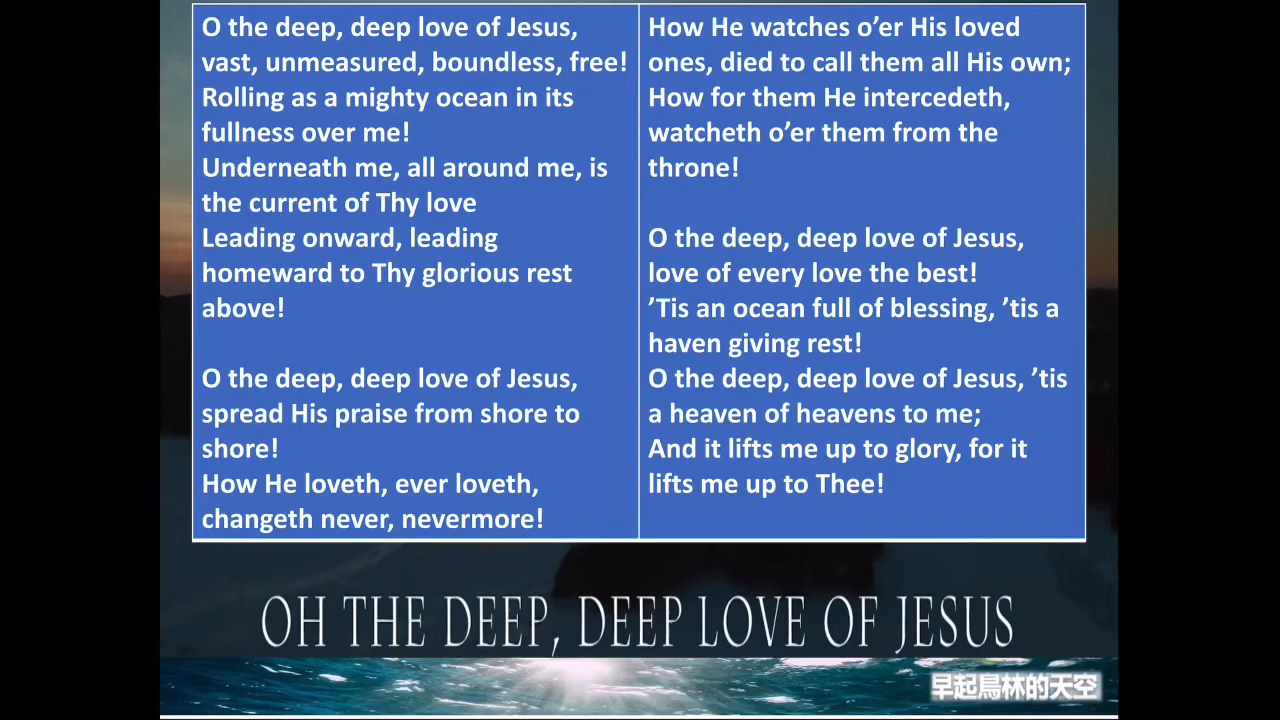 O the deep, deep love of Jesus,
vast, unmeasured, boundless, free!
Rolling as a mighty ocean in its
fullness over me!
Underneath me, all around me, is
the current of Thy love
Leading onward, leading
homeward to Thy glorious rest
above!
O the deep, deep love of Jesus,
spread His praise from shore to
shore!
How He loveth, ever loveth,
changeth never, nevermore!
How He watches o’er His loved
ones, died to call them all His own;
How for them He intercedeth,
watcheth o’er them from the
throne!
O the deep, deep love of Jesus,
love of every love the best!
’Tis an ocean full of blessing, ’tis a
haven giving rest!
O the deep, deep love of Jesus, ’tis
a heaven of heavens to me;
And it lifts me up to glory, for it
lifts me up to Thee!
OH THE DEEP, DEEP LOVE OF JESUS
早起鳥林的天空